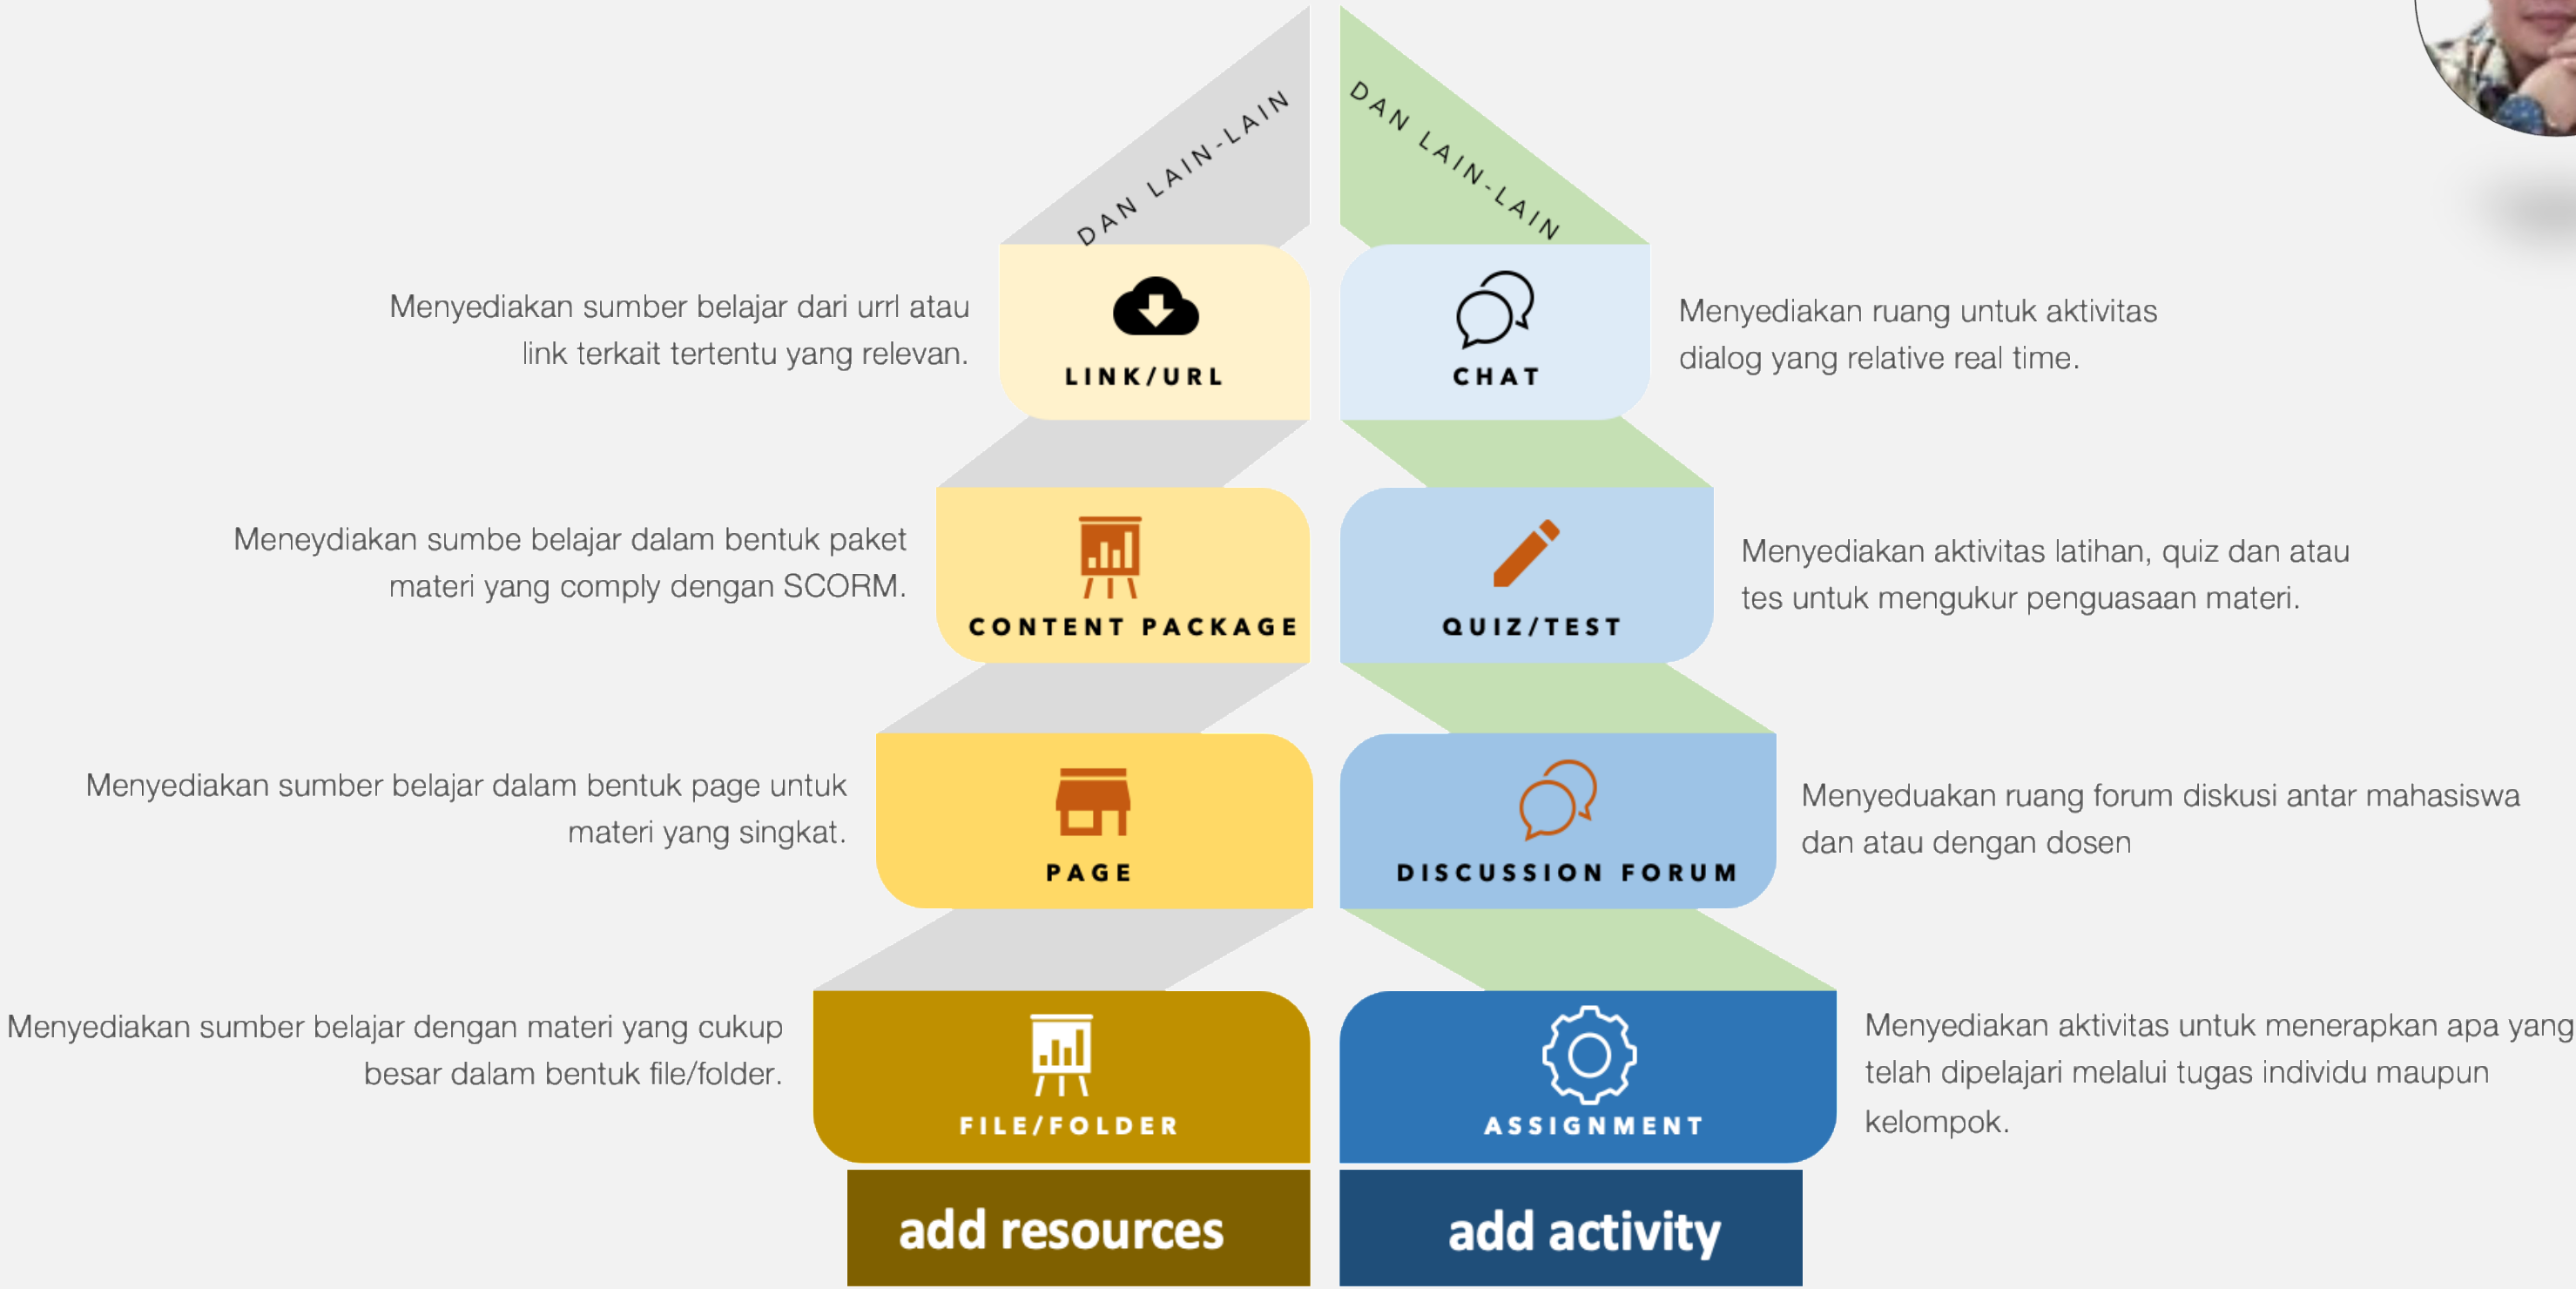 DAN LAIN-LAIN
DAN LAIN-LAIN
Menyediakan sumber belajar dari urrl atau
link terkait tertentu yang relevan.
LINK/URL
CHAT
Menyediakan ruang untuk aktivitas
dialog yang relative real time.
Meneydiakan sumbe belajar dalam bentuk paket
materi yang comply dengan SCORM.
CONTENT PACKAGE
QUIZ/TEST
Menyediakan aktivitas latihan, quiz dan atau
tes untuk mengukur penguasaan materi.
Menyediakan sumber belajar dalam bentuk page untuk
materi yang singkat.
PAGE
DISCUSSION FORUM
Menyeduakan ruang forum diskusi antar mahasiswa
dan atau dengan dosen
Menyediakan sumber belajar dengan materi yang cukup
besar dalam bentuk file/folder.
FILE/FOLDER
ASSIGNMENT
Menyediakan aktivitas untuk menerapkan apa yang
telah dipelajari melalui tugas individu maupun
kelompok.
add resources
add activity